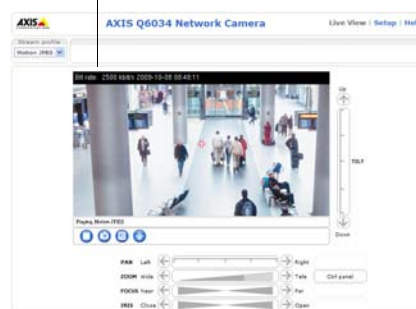 AXIS
AXIS Q6034 Network Camera
Live View | Setup | Hel
Stream profile
Motion JPEG
Bit rate: 2500 kbit/s 2009-10-08 08:48:11
Up
TILT
Down
Playing Motion JPEG
PAN Left Right
ZOOM Wide Tele Ctrl panel
FOCUS Near Far
IRIS Close Open